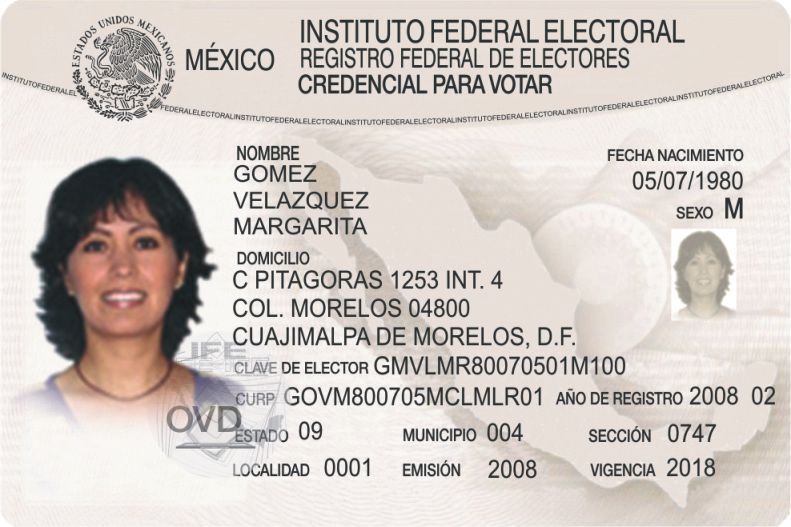 ESTADOS UNIDOS MEXICANOS
MÉXICO
INSTITUTO FEDERAL ELECTORAL
REGISTRO FEDERAL DE ELECTORES
CREDENCIAL PARA VOTAR
INSTITUTOFEDERALEL
FEDERALELECTORALINSTITUTOFEDERALELECTORALINSTITUTOFEDERALELECTORALINSTITUTOFEDERALELECTORALINSTITUTOFEDERALELECTORAL
NOMBRE
GOMEZ
VELAZQUEZ
MARGARITA
FECHA NACIMIENTO
05/07/1980
SEXO M
DOMICILIO
C PITAGORAS 1253 INT. 4
COL. MORELOS 04800
CUAJIMALPA DE MORELOS, D.F.
IFE
CLAVE DE ELECTOR GMVLMR80070501M100
CURP GOVM800705MCLMLR01 AÑO DE REGISTRO 2008 02
OVD
ESTADO 09 MUNICIPIO 004 SECCIÓN 0747
LOCALIDAD 0001 EMISIÓN 2008 VIGENCIA 2018